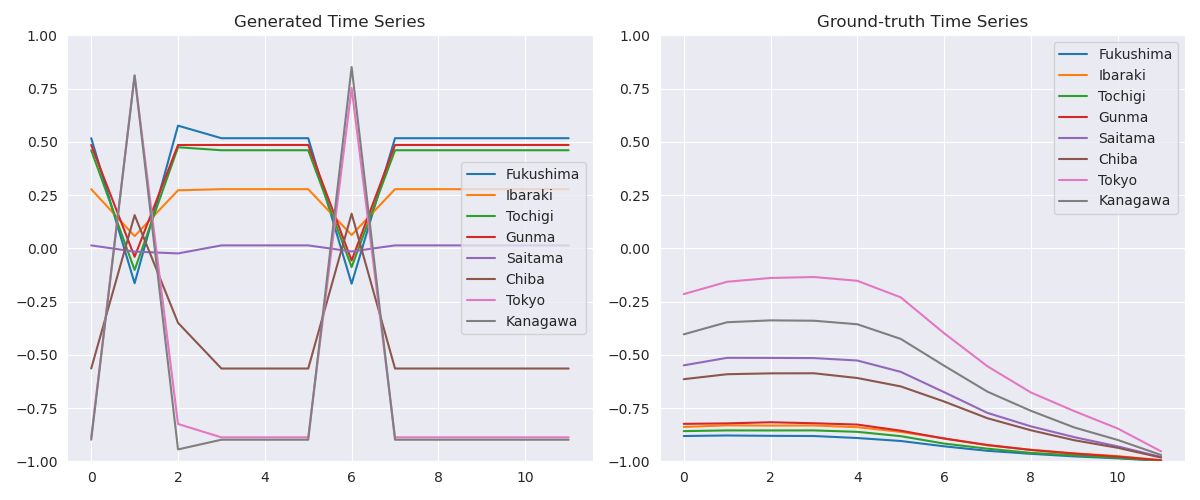 Generated Time Series
1.00
0.75
0.50
0.25
0.00
−0.25
−0.50
−0.75
−1.00
0 2 4 6 8 10
Fukushima
Ibaraki
Tochigi
Gunma
Saitama
Chiba
Tokyo
Kanagawa
Ground-truth Time Series
1.00
0.75
0.50
0.25
0.00
−0.25
−0.50
−0.75
−1.00
0 2 4 6 8 10
Fukushima
Ibaraki
Tochigi
Gunma
Saitama
Chiba
Tokyo
Kanagawa